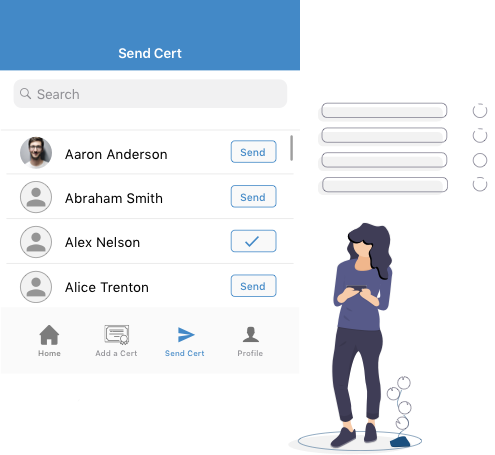 Send Cert
Search
Aaron Anderson
Send
Abraham Smith
Send
Alex Nelson
Alice Trenton
Send
Home
Add a Cert
Send Cert
Profile